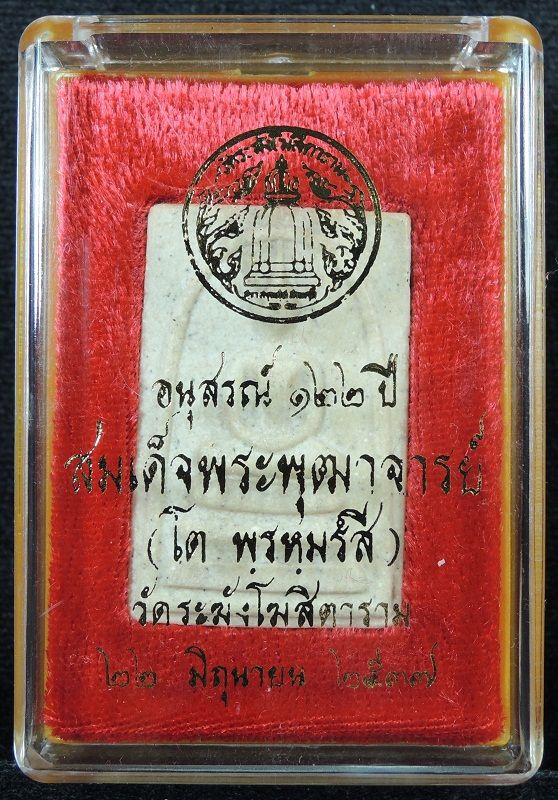 อนุสรณ์ ๑๒๒ ปี
สมเด็จพระพุฒาจารย์
(โต พฺรหฺมรํสี)
วัดระฆังโฆสิตาราม
๒๒ มิถุนายน ๒๕๓๗